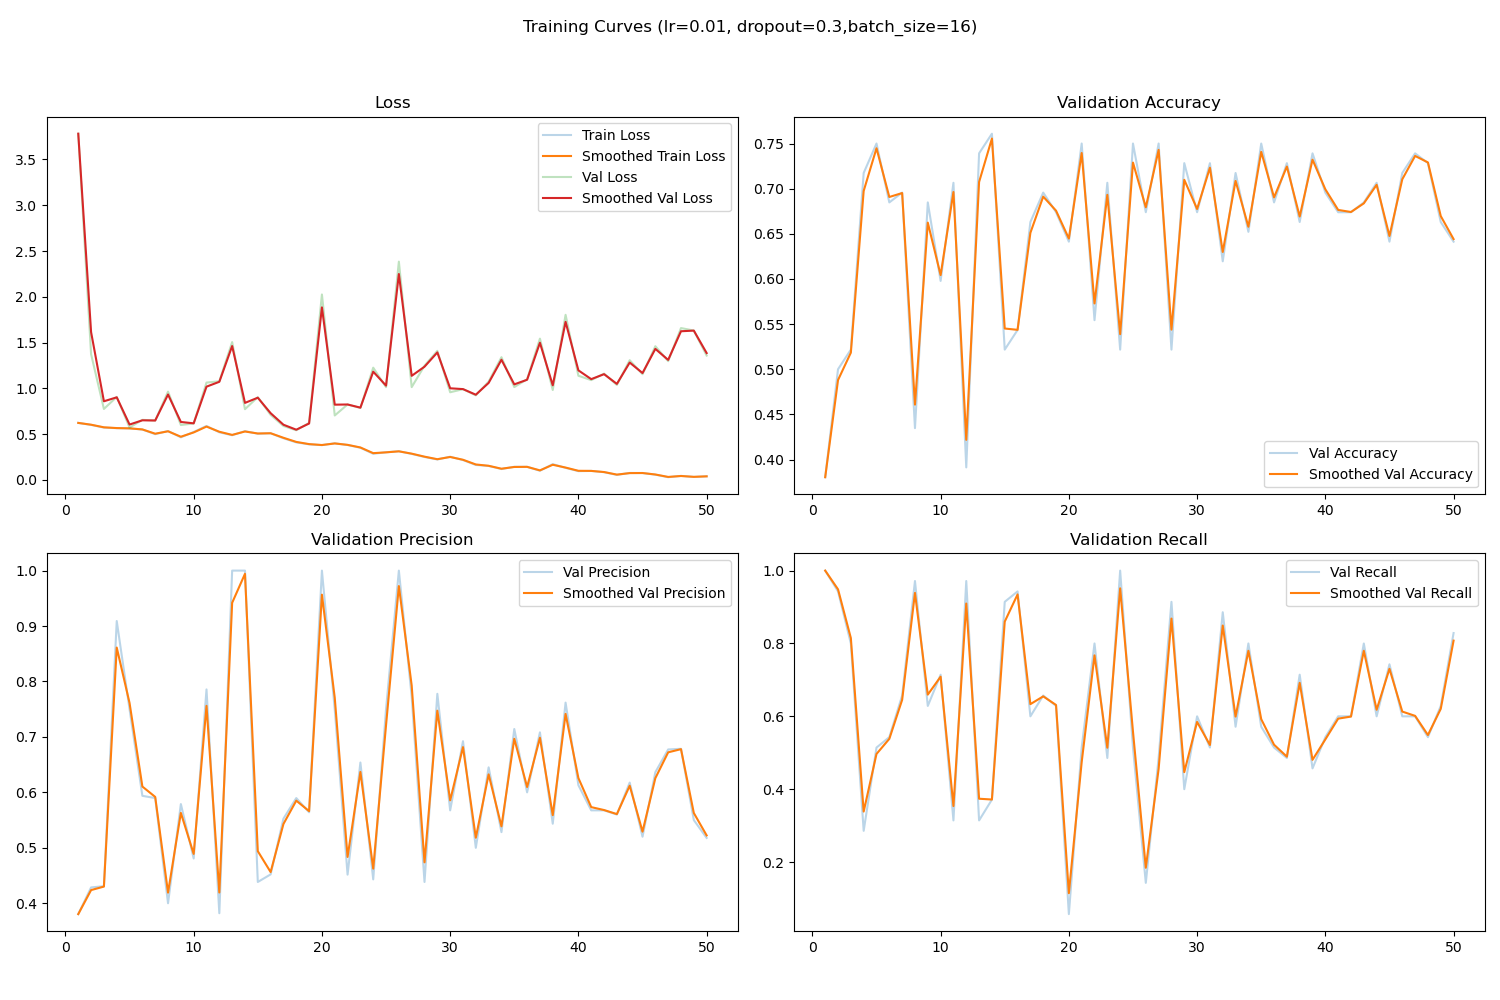 Training Curves (lr=0.01, dropout=0.3,batch_size=16)
Loss
Train Loss
Smoothed Train Loss
Val Loss
Smoothed Val Loss
3.5
3.0
2.5
2.0
1.5
1.0
0.5
0.0
0 10 20 30 40 50
Validation Accuracy
0.75
0.70
0.65
0.60
0.55
0.50
0.45
0.40
Val Accuracy
Smoothed Val Accuracy
0 10 20 30 40 50
Validation Precision
Val Precision
Smoothed Val Precision
1.0
0.9
0.8
0.7
0.6
0.5
0.4
0 10 20 30 40 50
Validation Recall
Val Recall
Smoothed Val Recall
1.0
0.8
0.6
0.4
0.2
0 10 20 30 40 50